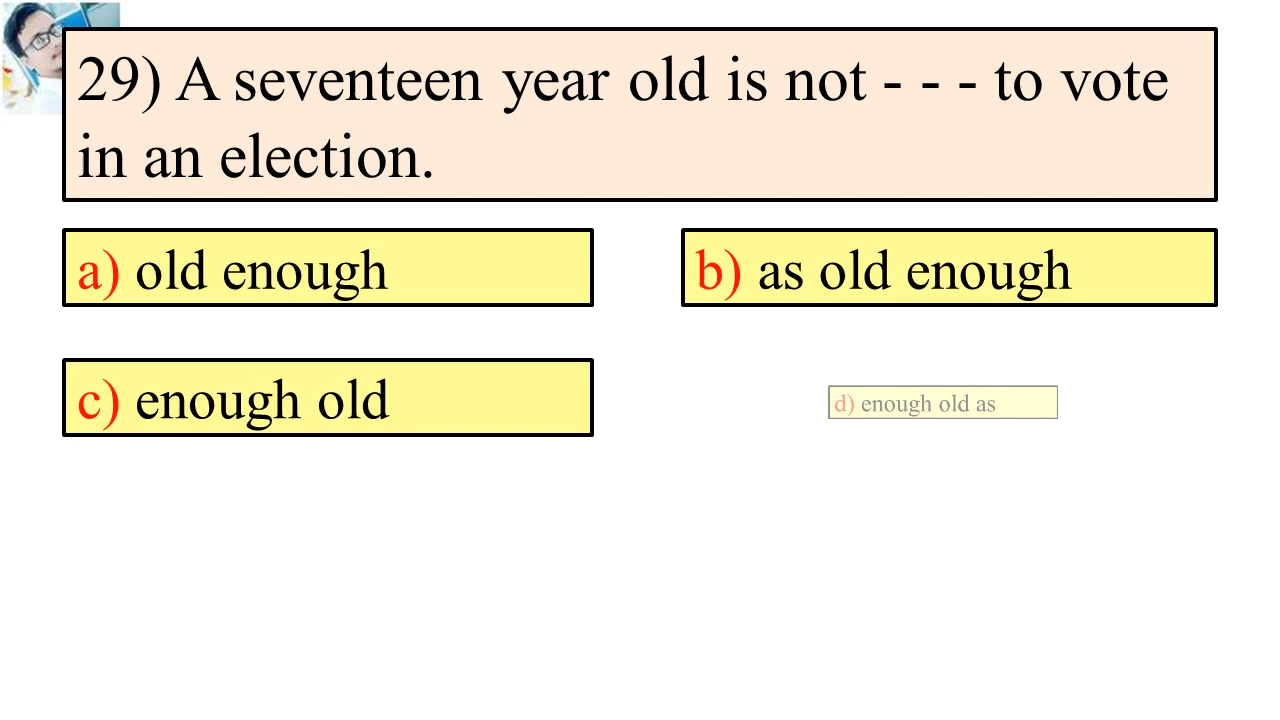 29) A seventeen year old is not - - - to vote
in an election.
a) old enough
b) as old enough
c) enough old
d) enough old as